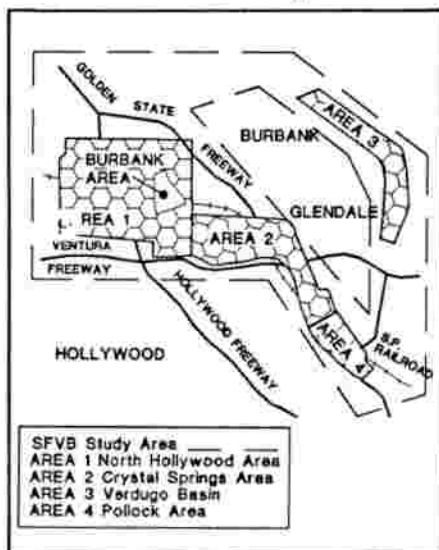 GOLDEN
STATE
FREEWAY
BURBANK
AREA 3
BURBANK
AREA
GLENDALE
REA 1
AREA 2
VENTURA
FREEWAY
HOLLYWOOD FREEWAY
HOLLYWOOD
AREA 4
S.P.
RAILROAD
SFVB Study Area
AREA 1 North Hollywood Area
AREA 2 Crystal Springs Area
AREA 3 Verdugo Basin
AREA 4 Pollock Area